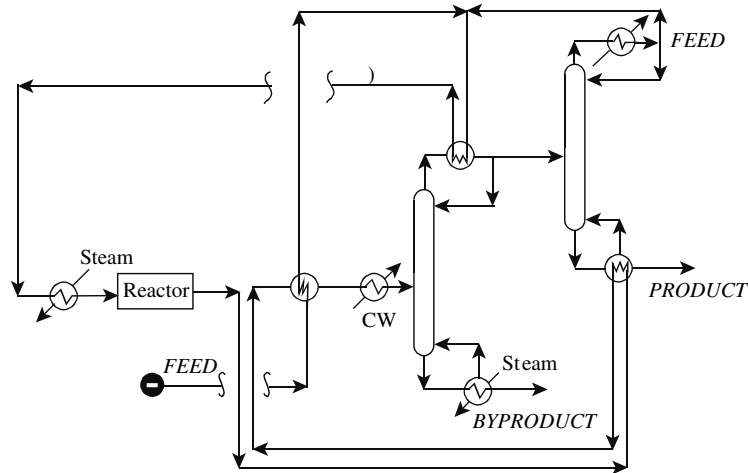 FEED
)
Steam
Reactor
PRODUCT
CW
FEED
Steam
BYPRODUCT